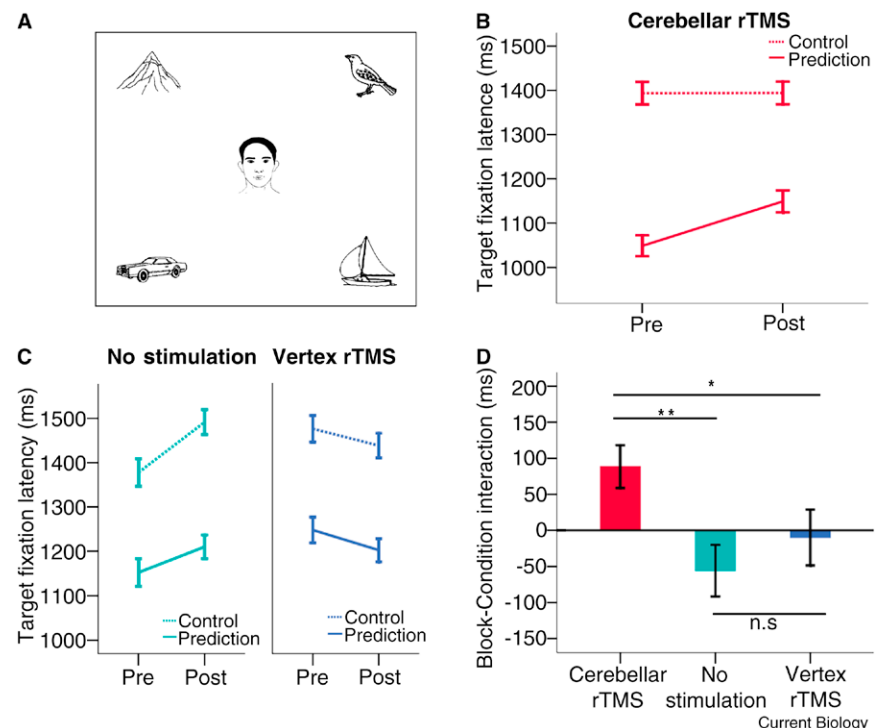 A
B
Cerebellar rTMS
Target fixation latence (ms)
1500
1400
1300
1200
1100
1000
Control
Prediction
Pre
Post
C
No stimulation
Vertex rTMS
Target fixation latency (ms)
1500
1400
1300
1200
1100
1000
Control
Prediction
Control
Prediction
Pre
Post
Pre
Post
D
Block-Condition interaction (ms)
200
150
100
50
0
-50
-100
-150
*
**
n.s
Cerebellar
rTMS
No
stimulation
Vertex
rTMS
Current Biology